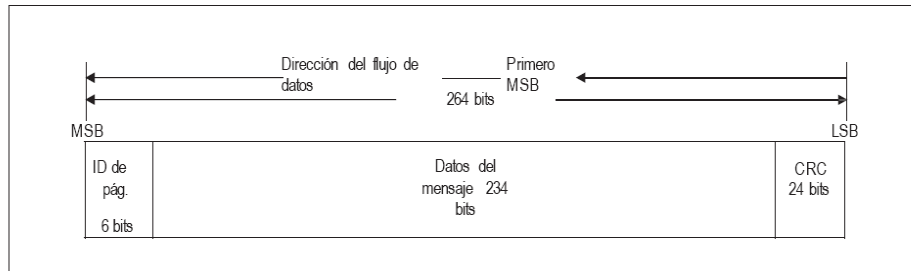 Dirección del flujo de
datos
Primero
MSB
264 bits
MSB
LSB
ID de
pág.
6 bits
Datos del
mensaje 234
bits
CRC
24 bits